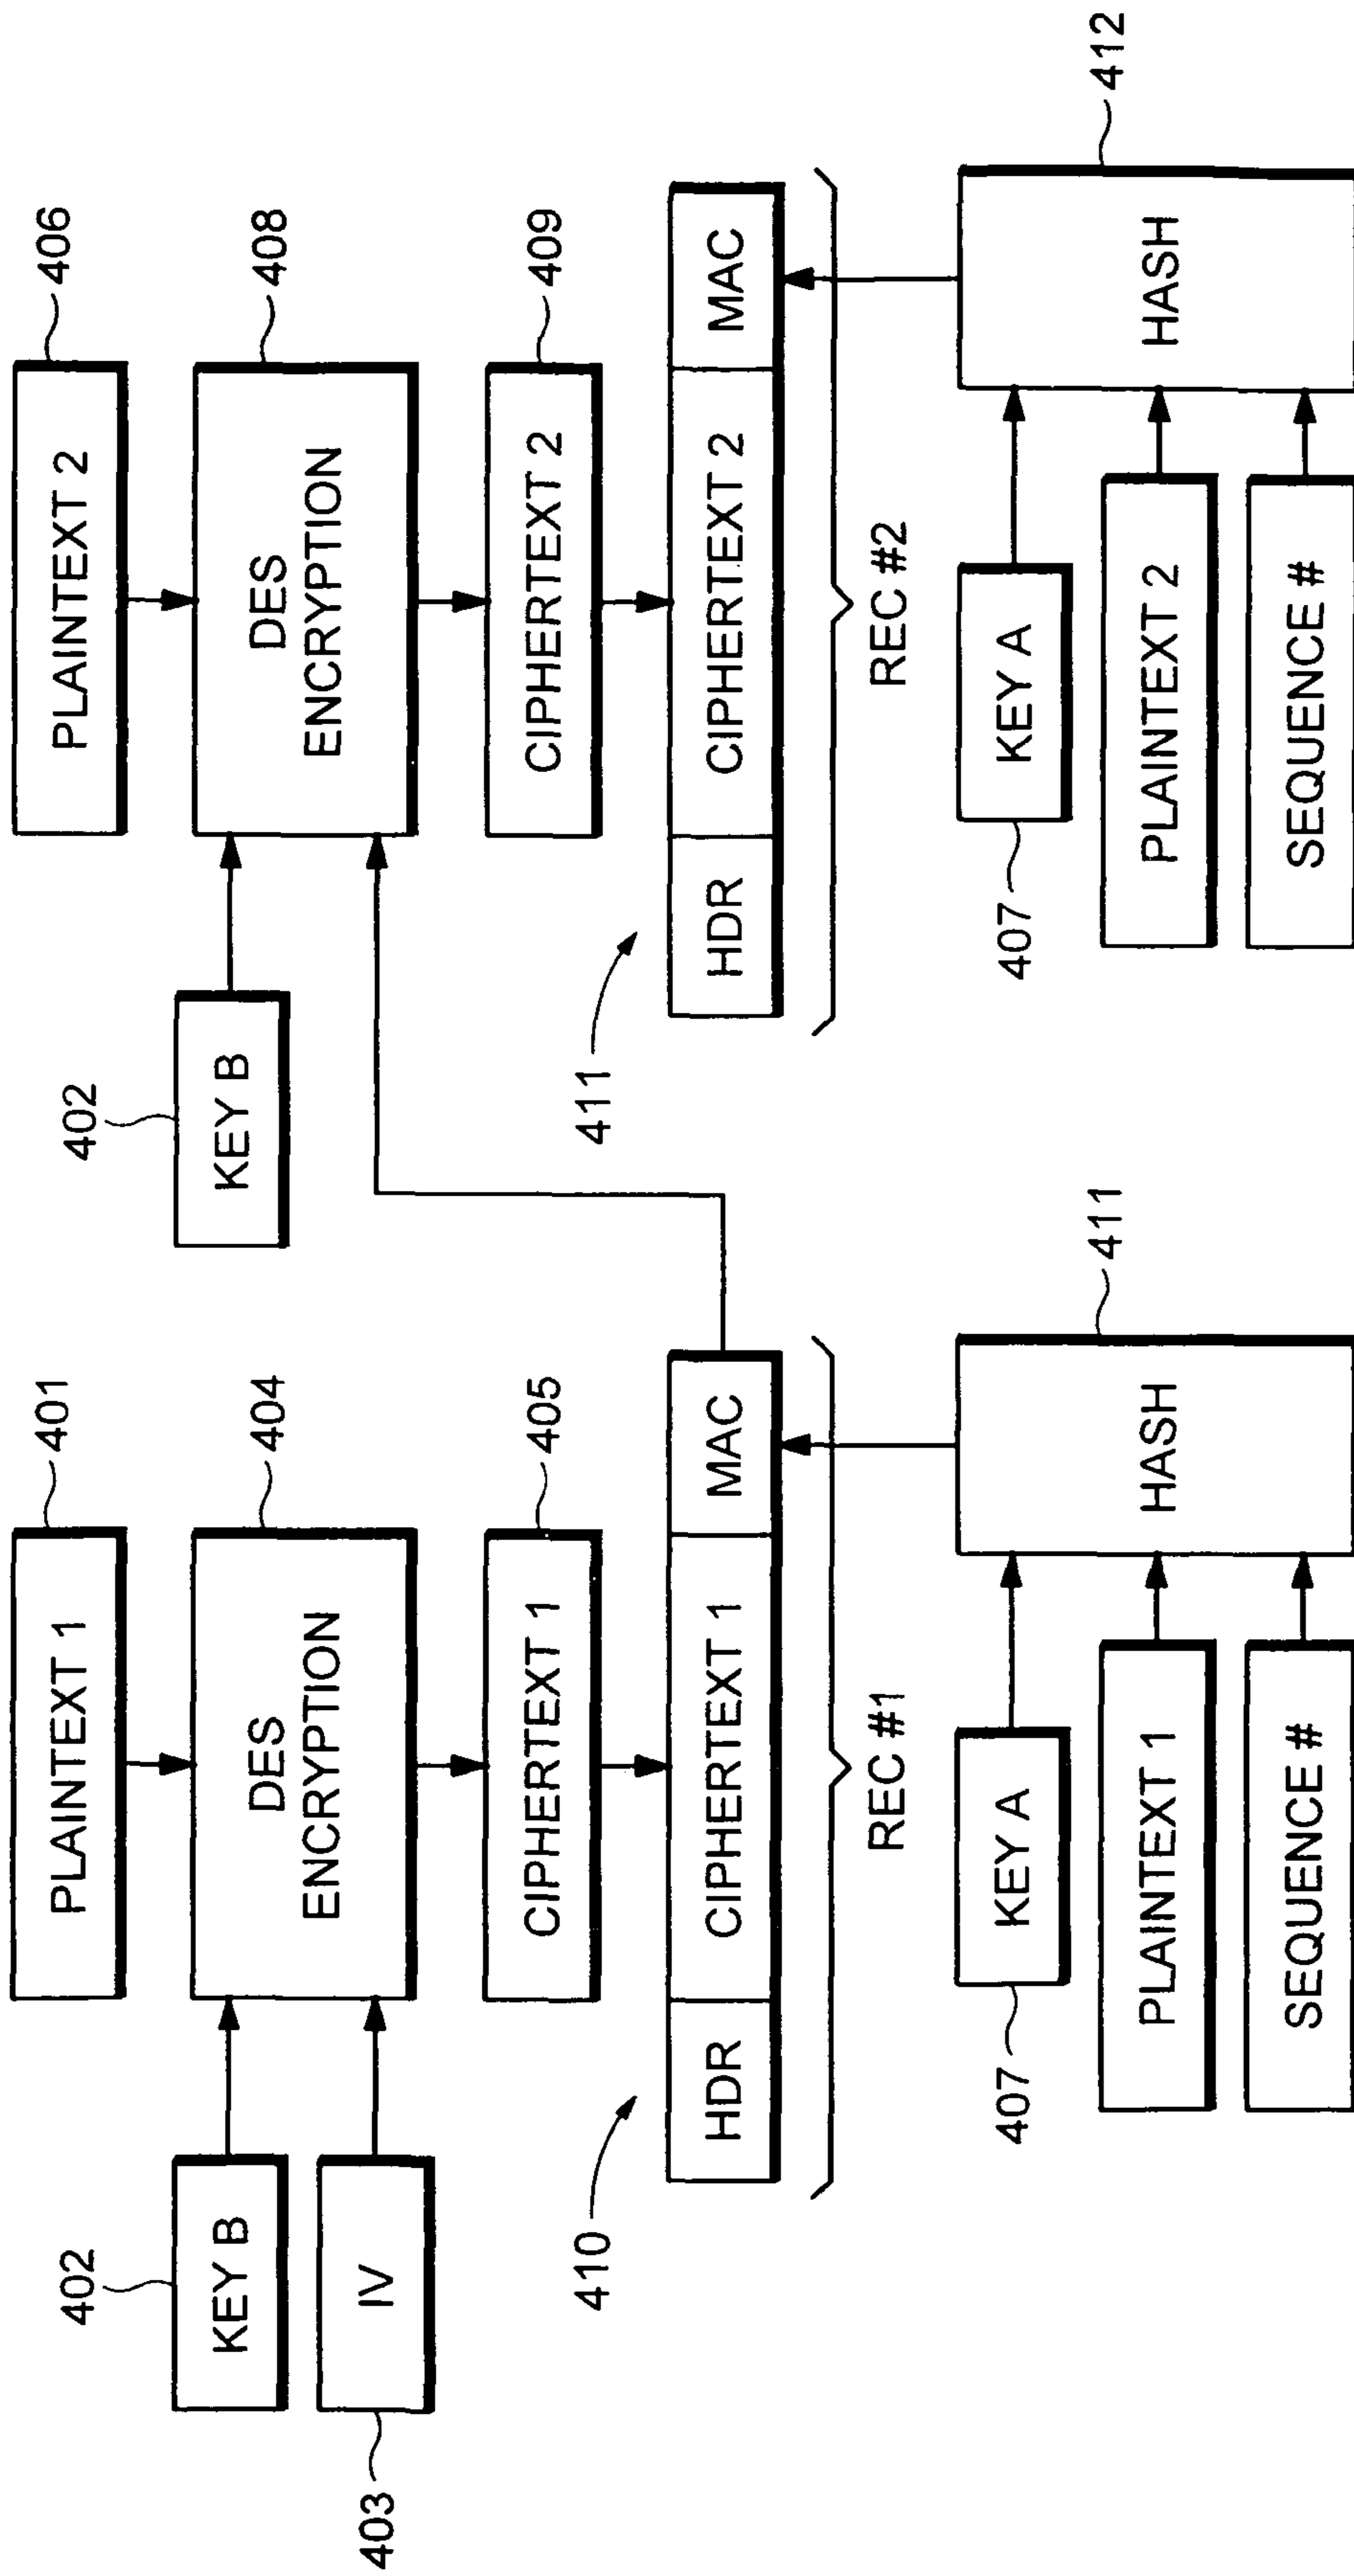 401
PLAINTEXT 1
402
KEY B
404
DES
ENCRYPTION
IV
403
405
CIPHERTEXT 1
410
HDR
CIPHERTEXT 1
MAC
REC #1
407
KEY A
PLAINTEXT 1
SEQUENCE #
HASH
411
406
PLAINTEXT 2
402
KEY B
408
DES
ENCRYPTION
409
CIPHERTEXT 2
411
HDR
CIPHERTEXT 2
MAC
REC #2
407
KEY A
PLAINTEXT 2
SEQUENCE #
HASH
412